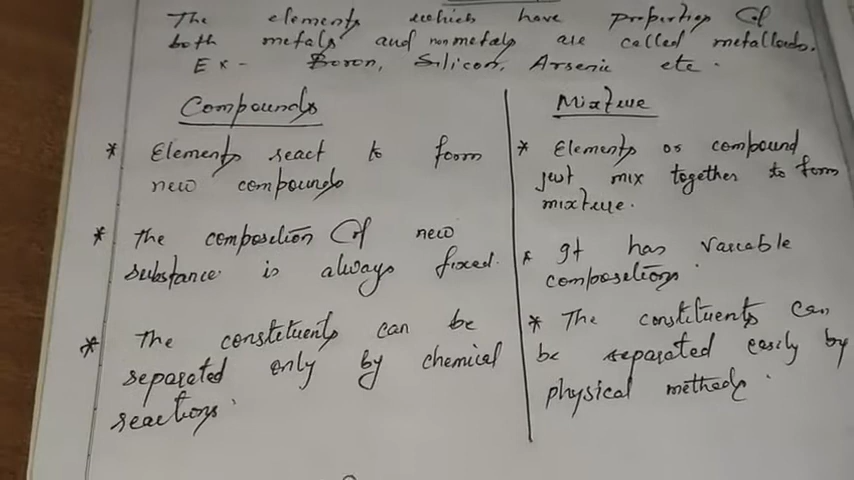 The elements which have properties of
both metals and nonmetals are called metalloids.
Ex- Boron, Silicon, Arsenic etc.
Compounds
* Elements react to form
new compounds
* The composition of new
substance is always fixed.
* The constituents can be
separated only by chemical
reactions.
Mixture
* Elements or compound
just mix together to form
mixture.
* It has variable
compositions.
* The constituents can
be separated easily by
physical methods.